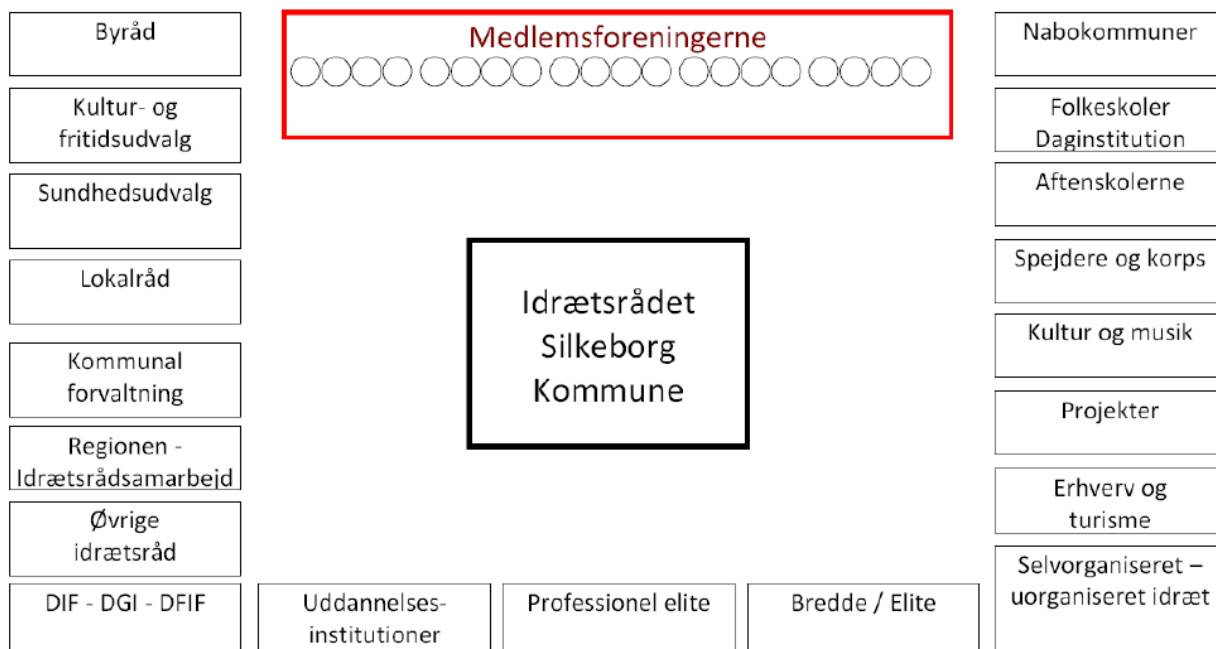 Byråd
Kultur- og
fritidsudvalg
Sundhedsudvalg
Lokalråd
Kommunal
forvaltning
Regionen -
Idrætsrådsamarbejd
Øvrige
idrætsråd
DIF - DGI - DFIF
Medlemsforeningerne
Idrætsrådet
Silkeborg
Kommune
Uddannelses-
institutioner
Professionel elite
Bredde / Elite
Nabokommuner
Folkeskoler
Daginstitution
Aftenskolerne
Spejdere og korps
Kultur og musik
Projekter
Erhverv og
turisme
Selvorganiseret –
uorganiseret idræt